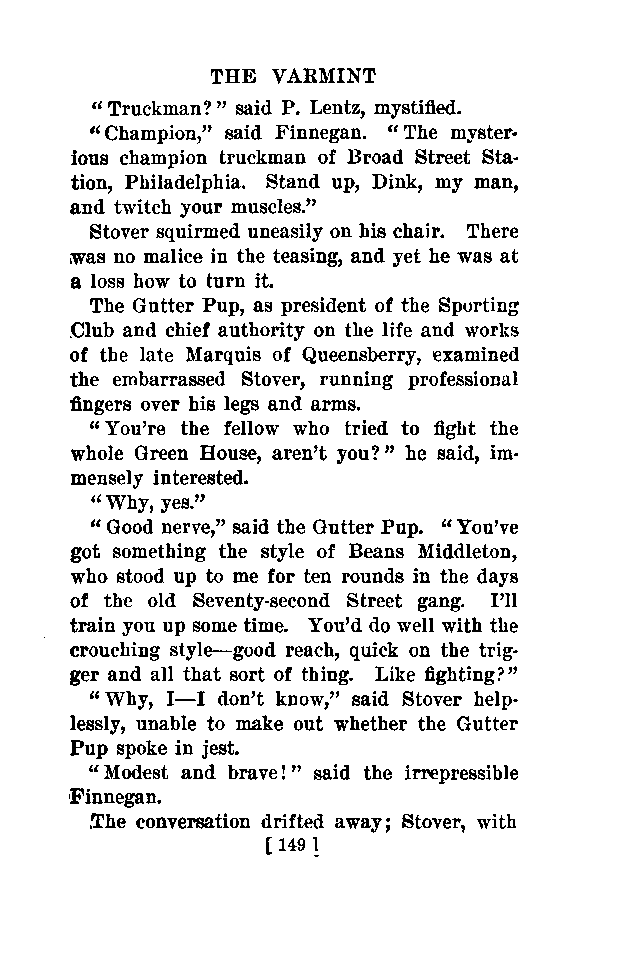 THE VARMINT
"Truckman?" said P. Lentz, mystified.
"Champion," said Finnegan. "The myster-
ious champion truckman of Broad Street Sta-
tion, Philadelphia. Stand up, Dink, my man,
and twitch your muscles."
Stover squirmed uneasily on his chair. There
was no malice in the teasing, and yet he was at
a loss how to turn it.
The Gutter Pup, as president of the Sporting
Club and chief authority on the life and works
of the late Marquis of Queensberry, examined
the embarrassed Stover, running professional
fingers over his legs and arms.
"You're the fellow who tried to fight the
whole Green House, aren't you?" he said, im-
mensely interested.
"Why, yes."
"Good nerve," said the Gutter Pup. "You've
got something the style of Beans Middleton,
who stood up to me for ten rounds in the days
of the old Seventy-second Street gang. I'll
train you up some time. You'd do well with the
crouching style—good reach, quick on the trig-
ger and all that sort of thing. Like fighting?"
"Why, I—I don't know," said Stover help-
lessly, unable to make out whether the Gutter
Pup spoke in jest.
"Modest and brave!" said the irrepressible
Finnegan.
The conversation drifted away; Stover, with
[ 149 ]